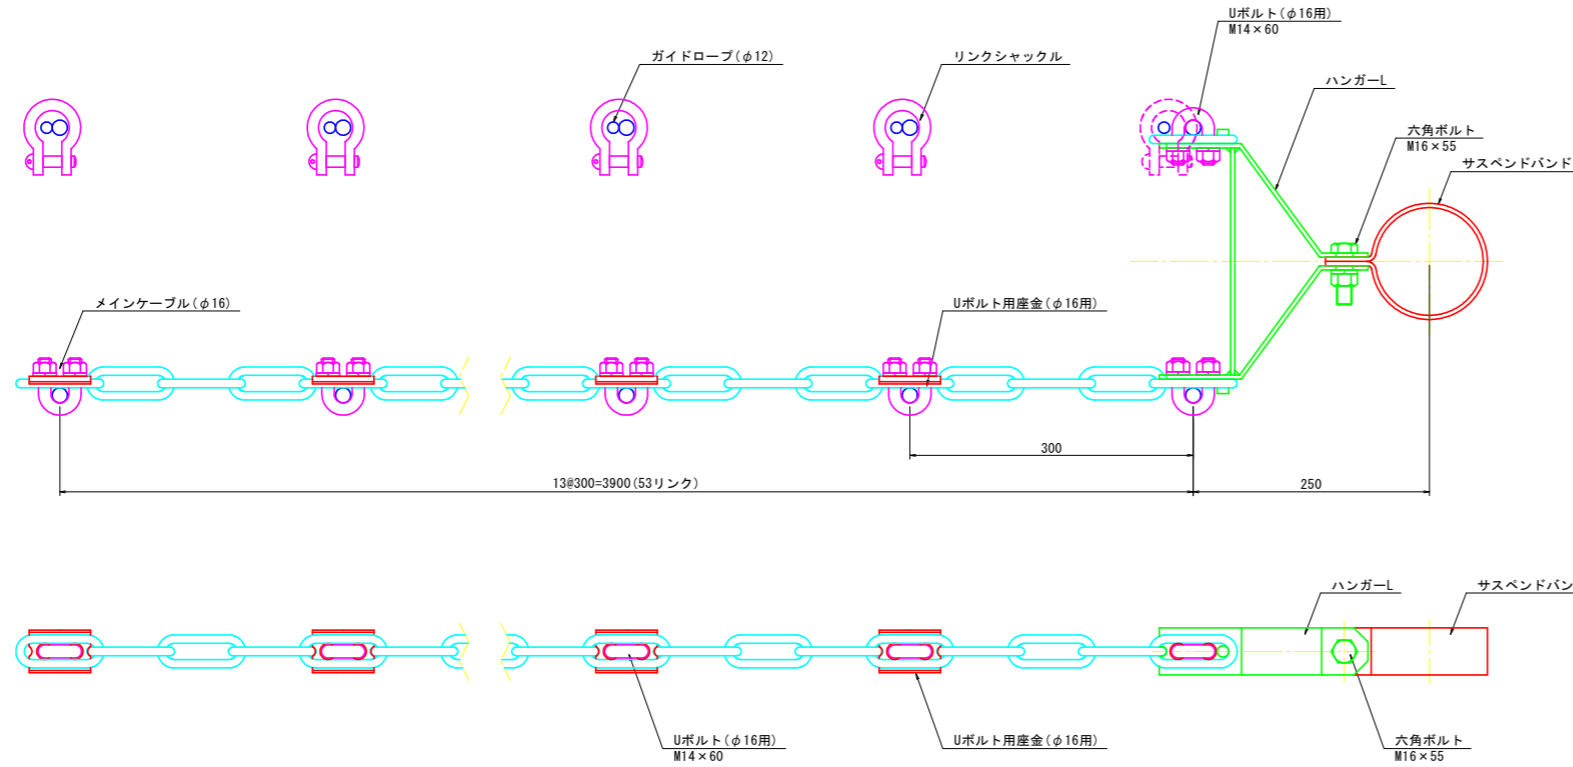 Uボルト(φ16用)
M14×60
ガイドロープ(φ12)
リンクシャックル
ハンガーL
六角ボルト
M16×55
サスペンドバンド
メインケーブル(φ16)
Uボルト用座金(φ16用)
300
13@300=3900(53リンク)
250
ハンガーL
サスペンドバン
Uボルト(φ16用)
M14×60
Uボルト用座金(φ16用)
六角ボルト
M16×55